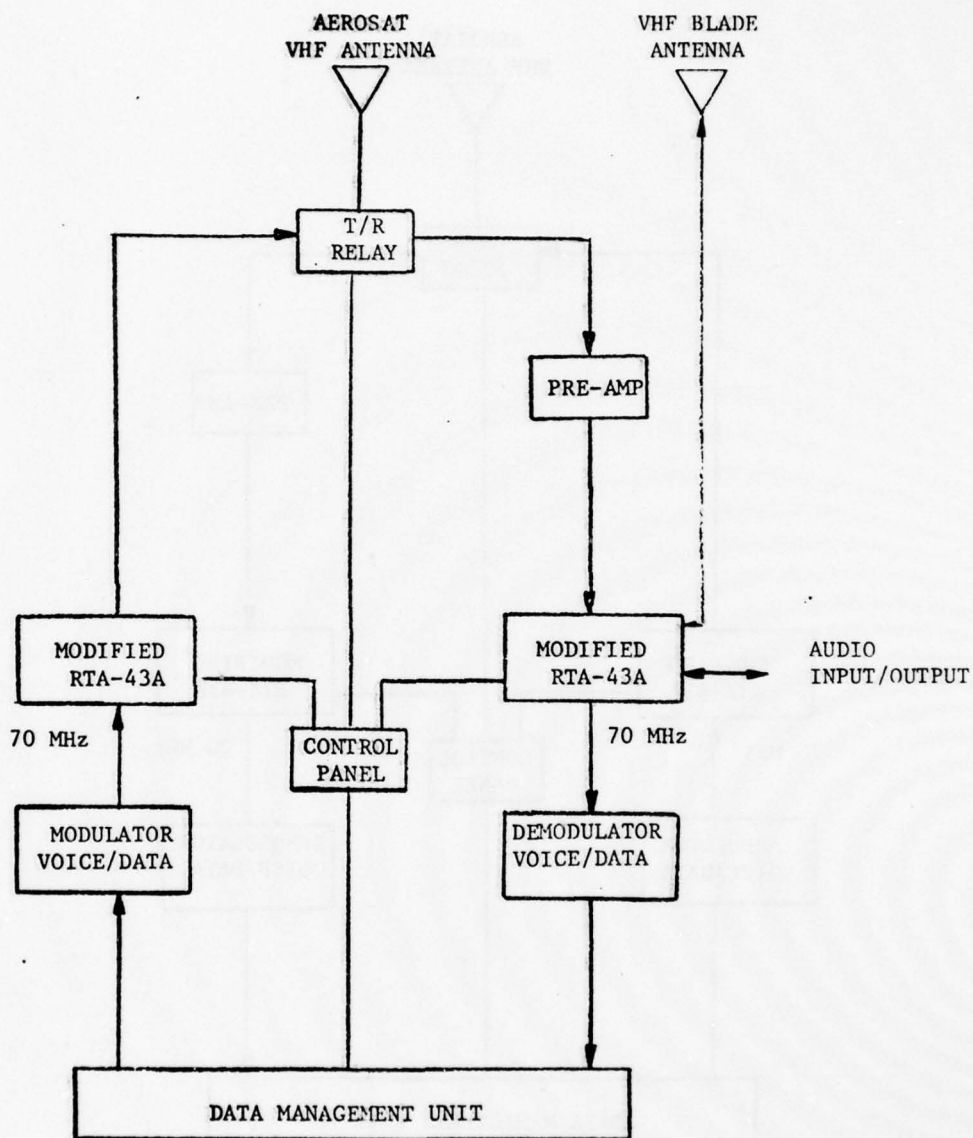 AEROSAT
VHF ANTENNA
VHF BLADE
ANTENNA
T/R
RELAY
PRE-AMP
MODIFIED
RTA-43A
MODIFIED
RTA-43A
AUDIO
INPUT/OUTPUT
70 MHz
CONTROL
PANEL
70 MHz
MODULATOR
VOICE/DATA
DEMODULATOR
VOICE/DATA
DATA MANAGEMENT UNIT